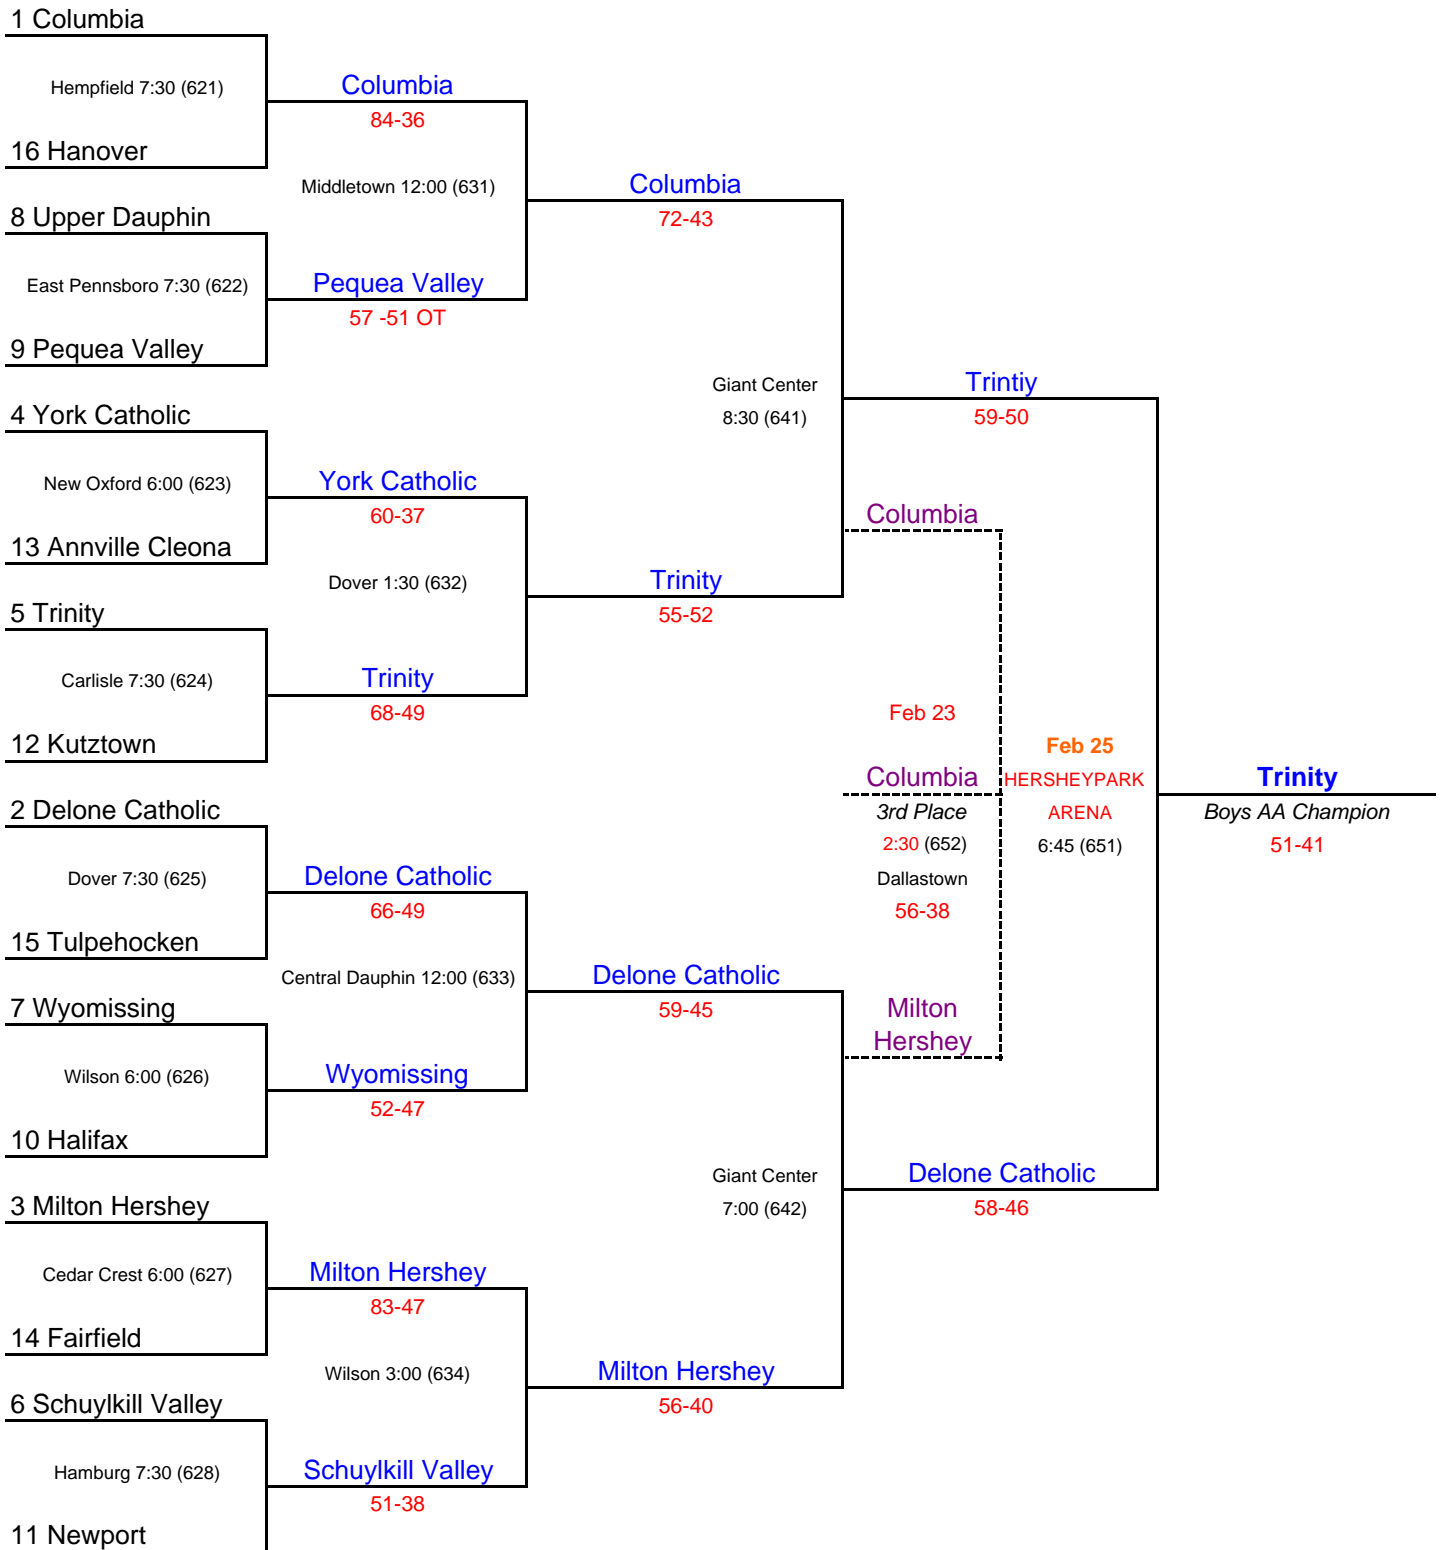 1 Columbia
Hempfield 7:30 (621)
Columbia
84-36
16 Hanover
Middletown 12:00 (631)
Columbia
72-43
8 Upper Dauphin
East Pennsboro 7:30 (622)
Pequea Valley
57 -51 OT
9 Pequea Valley
Giant Center
8:30 (641)
Trintiy
59-50
4 York Catholic
New Oxford 6:00 (623)
York Catholic
60-37
Columbia
13 Annville Cleona
Dover 1:30 (632)
Trinity
55-52
5 Trinity
Carlisle 7:30 (624)
Trinity
68-49
12 Kutztown
Feb 23
Columbia
3rd Place
2:30 (652)
Dallastown
56-38
Feb 25
HERSHEYPARK
ARENA
6:45 (651)
Trinity
Boys AA Champion
51-41
2 Delone Catholic
Dover 7:30 (625)
Delone Catholic
66-49
15 Tulpehocken
Central Dauphin 12:00 (633)
Delone Catholic
59-45
Milton
Hershey
7 Wyomissing
Wilson 6:00 (626)
Wyomissing
52-47
10 Halifax
Giant Center
7:00 (642)
Delone Catholic
58-46
3 Milton Hershey
Cedar Crest 6:00 (627)
Milton Hershey
83-47
14 Fairfield
Wilson 3:00 (634)
Milton Hershey
56-40
6 Schuylkill Valley
Hamburg 7:30 (628)
Schuylkill Valley
51-38
11 Newport